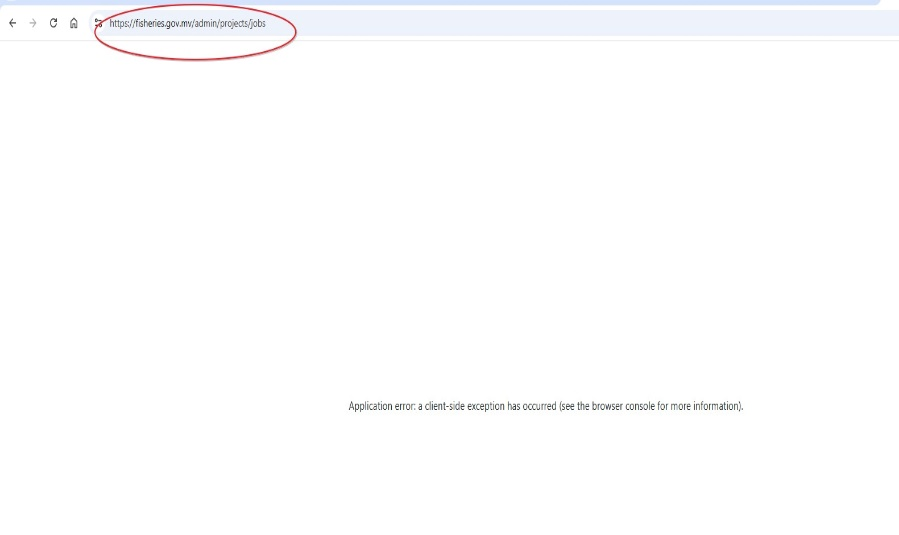 https://fisheries.gov.mv/admin/projects/jobs
Application error: a client-side exception has occurred (see the browser console for more information).